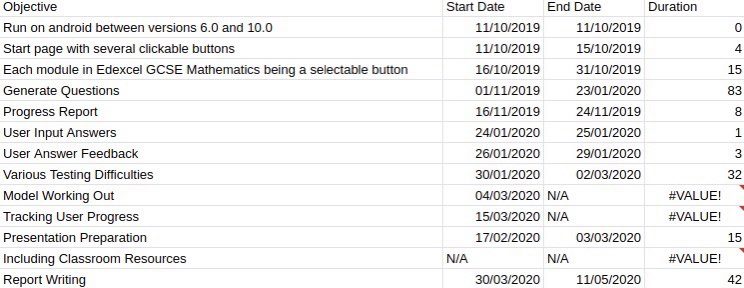 Objective Start Date End Date Duration
Run on android between versions 6.0 and 10.0 11/10/2019 11/10/2019 0
Start page with several clickable buttons 11/10/2019 15/10/2019 4
Each module in Edexcel GCSE Mathematics being a selectable button 16/10/2019 31/10/2019 15
Generate Questions 01/11/2019 23/01/2020 83
Progress Report 16/11/2019 24/11/2019 8
User Input Answers 24/01/2020 25/01/2020 1
User Answer Feedback 26/01/2020 29/01/2020 3
Various Testing Difficulties 30/01/2020 02/03/2020 32
Model Working Out 04/03/2020 N/A #VALUE!
Tracking User Progress 15/03/2020 N/A #VALUE!
Presentation Preparation 17/02/2020 03/03/2020 15
Including Classroom Resources N/A N/A #VALUE!
Report Writing 30/03/2020 11/05/2020 42